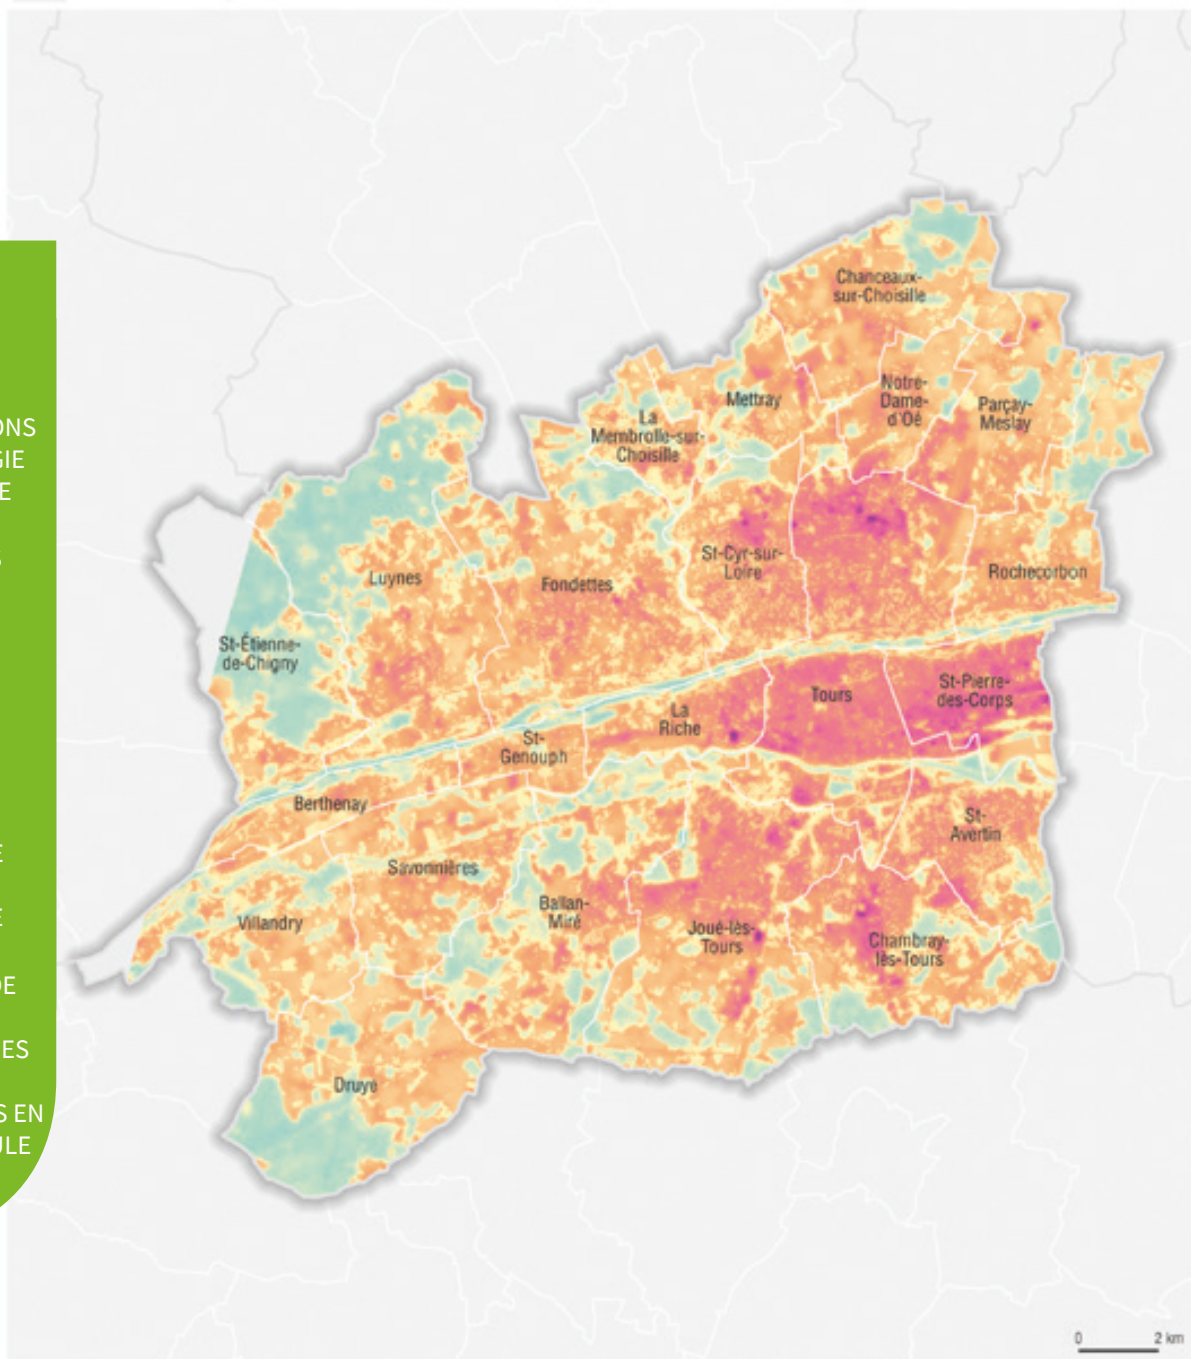 ONS
GIE
E
S
E
E
DE
ES
S EN
ULE
Chanceaux-
sur-Choisille
Mettray
Notre-
Dame-
d'Oé
Parçay-
Meslay
La
Membrolle-sur-
Choisille
Luynes
Fondettes
St-Cyr-sur-
Loire
Rochecorbon
St-Étienne-
de-Chigny
La
Riche
Tours
St-Pierre-
des-Corps
St-
Genouph
Berthenay
St-
Avertin
Savonnières
Villandry
Ballan-
Miré
Joué-lès-
Tours
Chambray-
lès-Tours
Druye
0 2 km